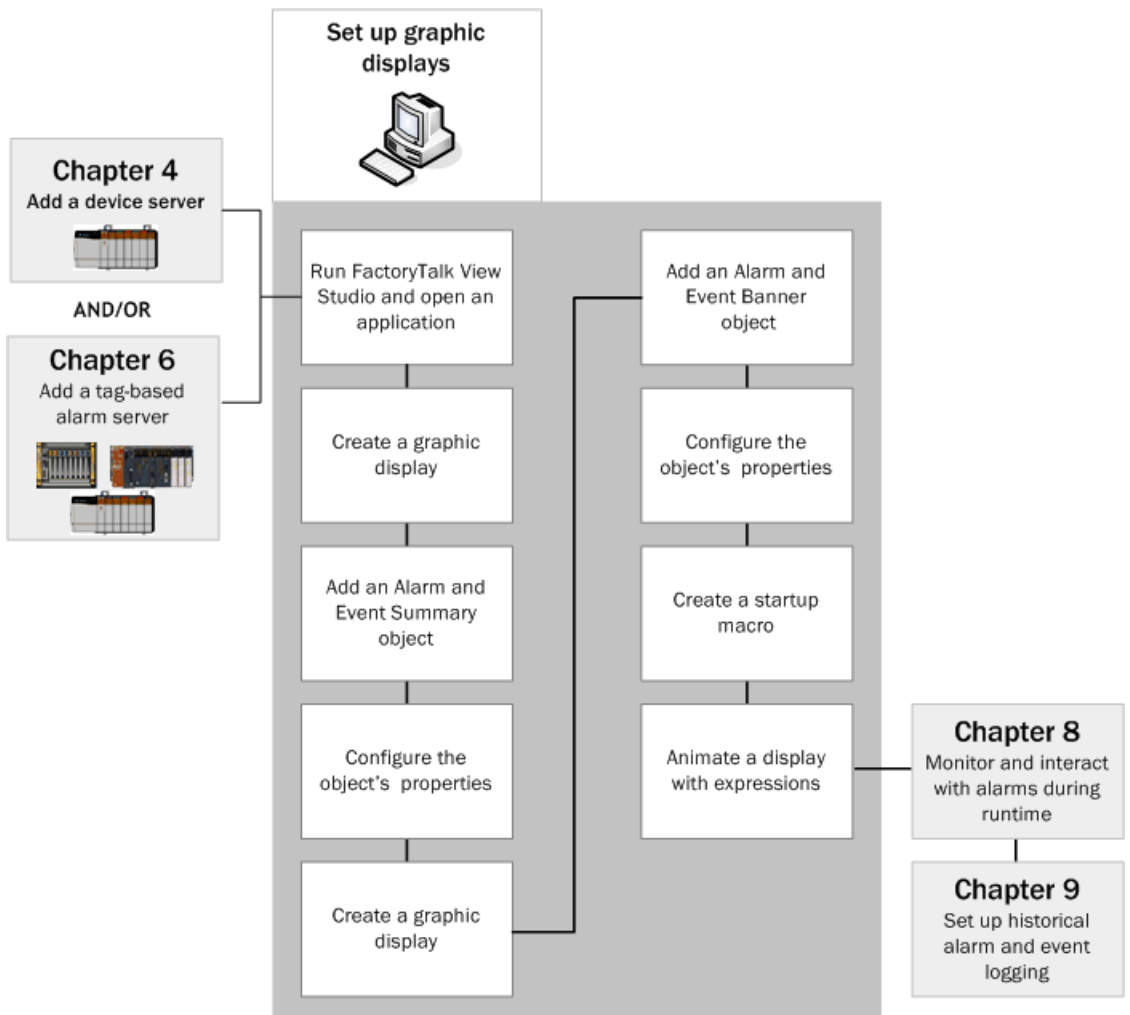 Set up graphic
displays
Chapter 4
Add a device server
AND/OR
Chapter 6
Add a tag-based
alarm server
Run FactoryTalk View
Studio and open an
application
Create a graphic
display
Add an Alarm and
Event Summary
object
Configure the
object's properties
Create a graphic
display
Add an Alarm and
Event Banner
object
Configure the
object's properties
Create a startup
macro
Animate a display
with expressions
Chapter 8
Monitor and interact
with alarms during
runtime
Chapter 9
Set up historical
alarm and event
logging